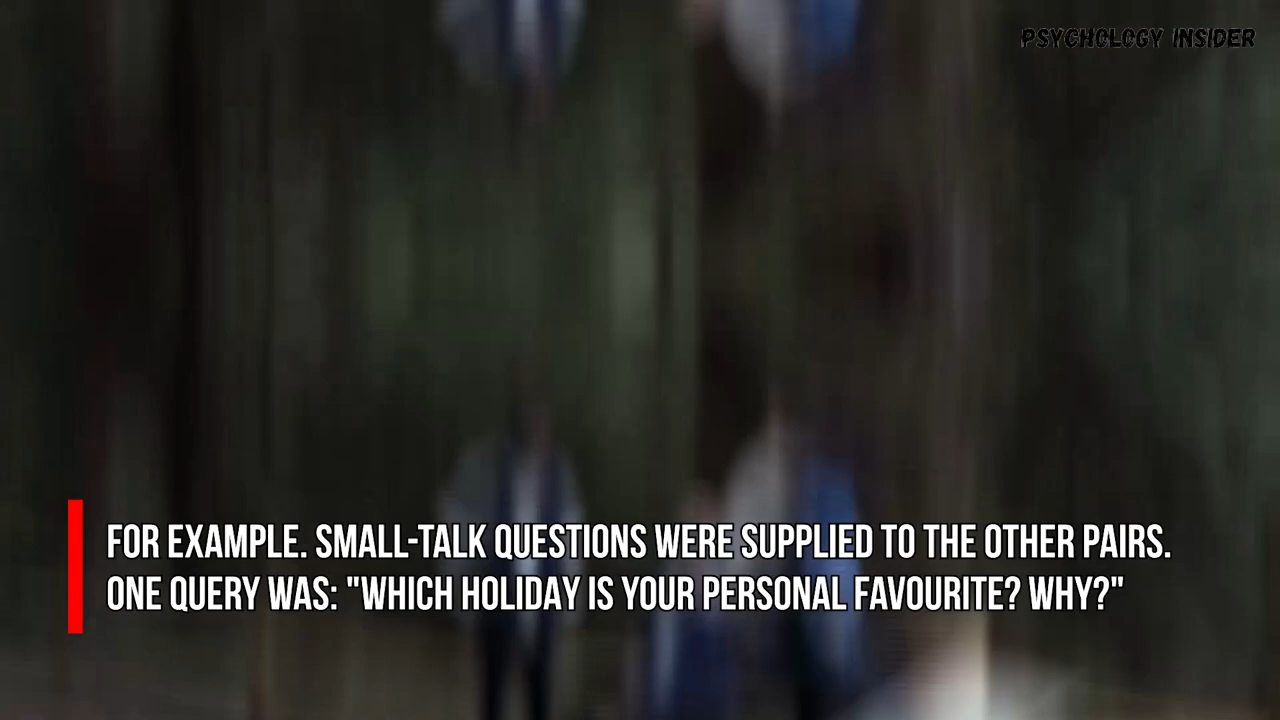 PSYCHOLOGY INSIDER
FOR EXAMPLE. SMALL-TALK QUESTIONS WERE SUPPLIED TO THE OTHER PAIRS.
ONE QUERY WAS: "WHICH HOLIDAY IS YOUR PERSONAL FAVOURITE? WHY?"